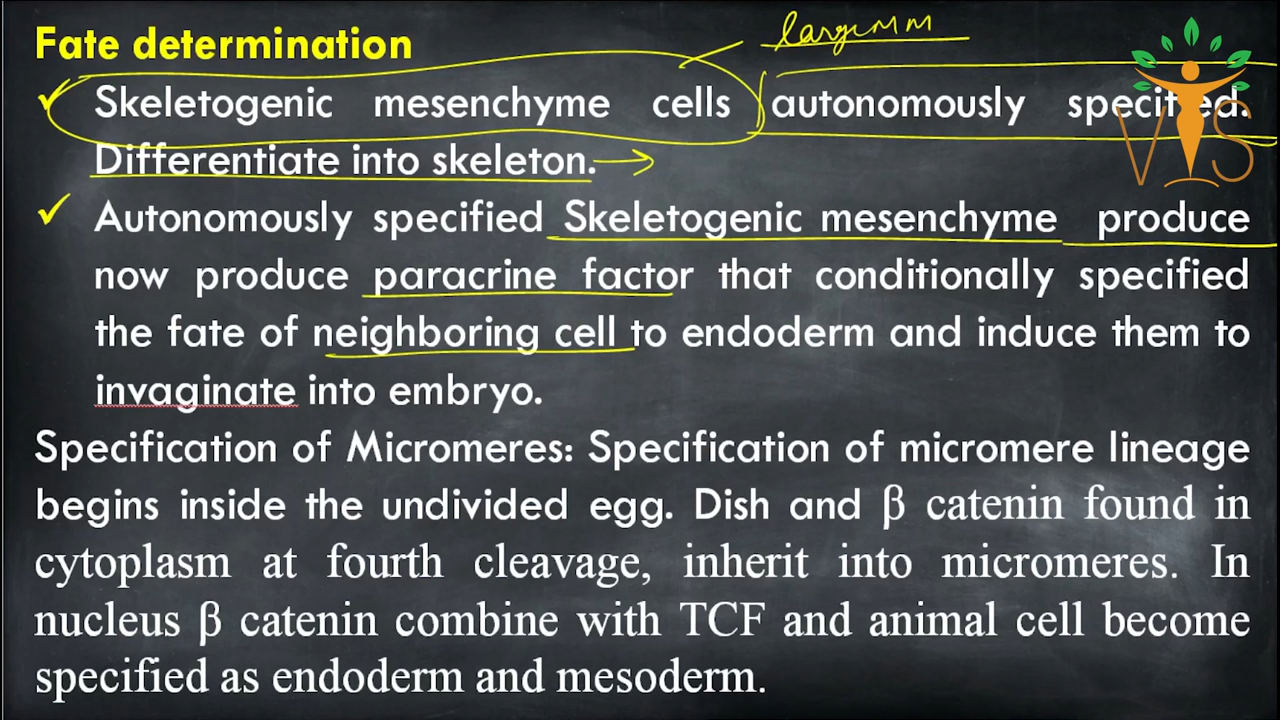 largemm
Fate determination
✓ Skeletogenic mesenchyme cells autonomously specified.
Differentiate into skeleton.
✓ Autonomously specified Skeletogenic mesenchyme produce
now produce paracrine factor that conditionally specified
the fate of neighboring cell to endoderm and induce them to
invaginate into embryo.
Specification of Micromeres: Specification of micromere lineage
begins inside the undivided egg. Dish and β catenin found in
cytoplasm at fourth cleavage, inherit into micromeres. In
nucleus β catenin combine with TCF and animal cell become
specified as endoderm and mesoderm.
VS